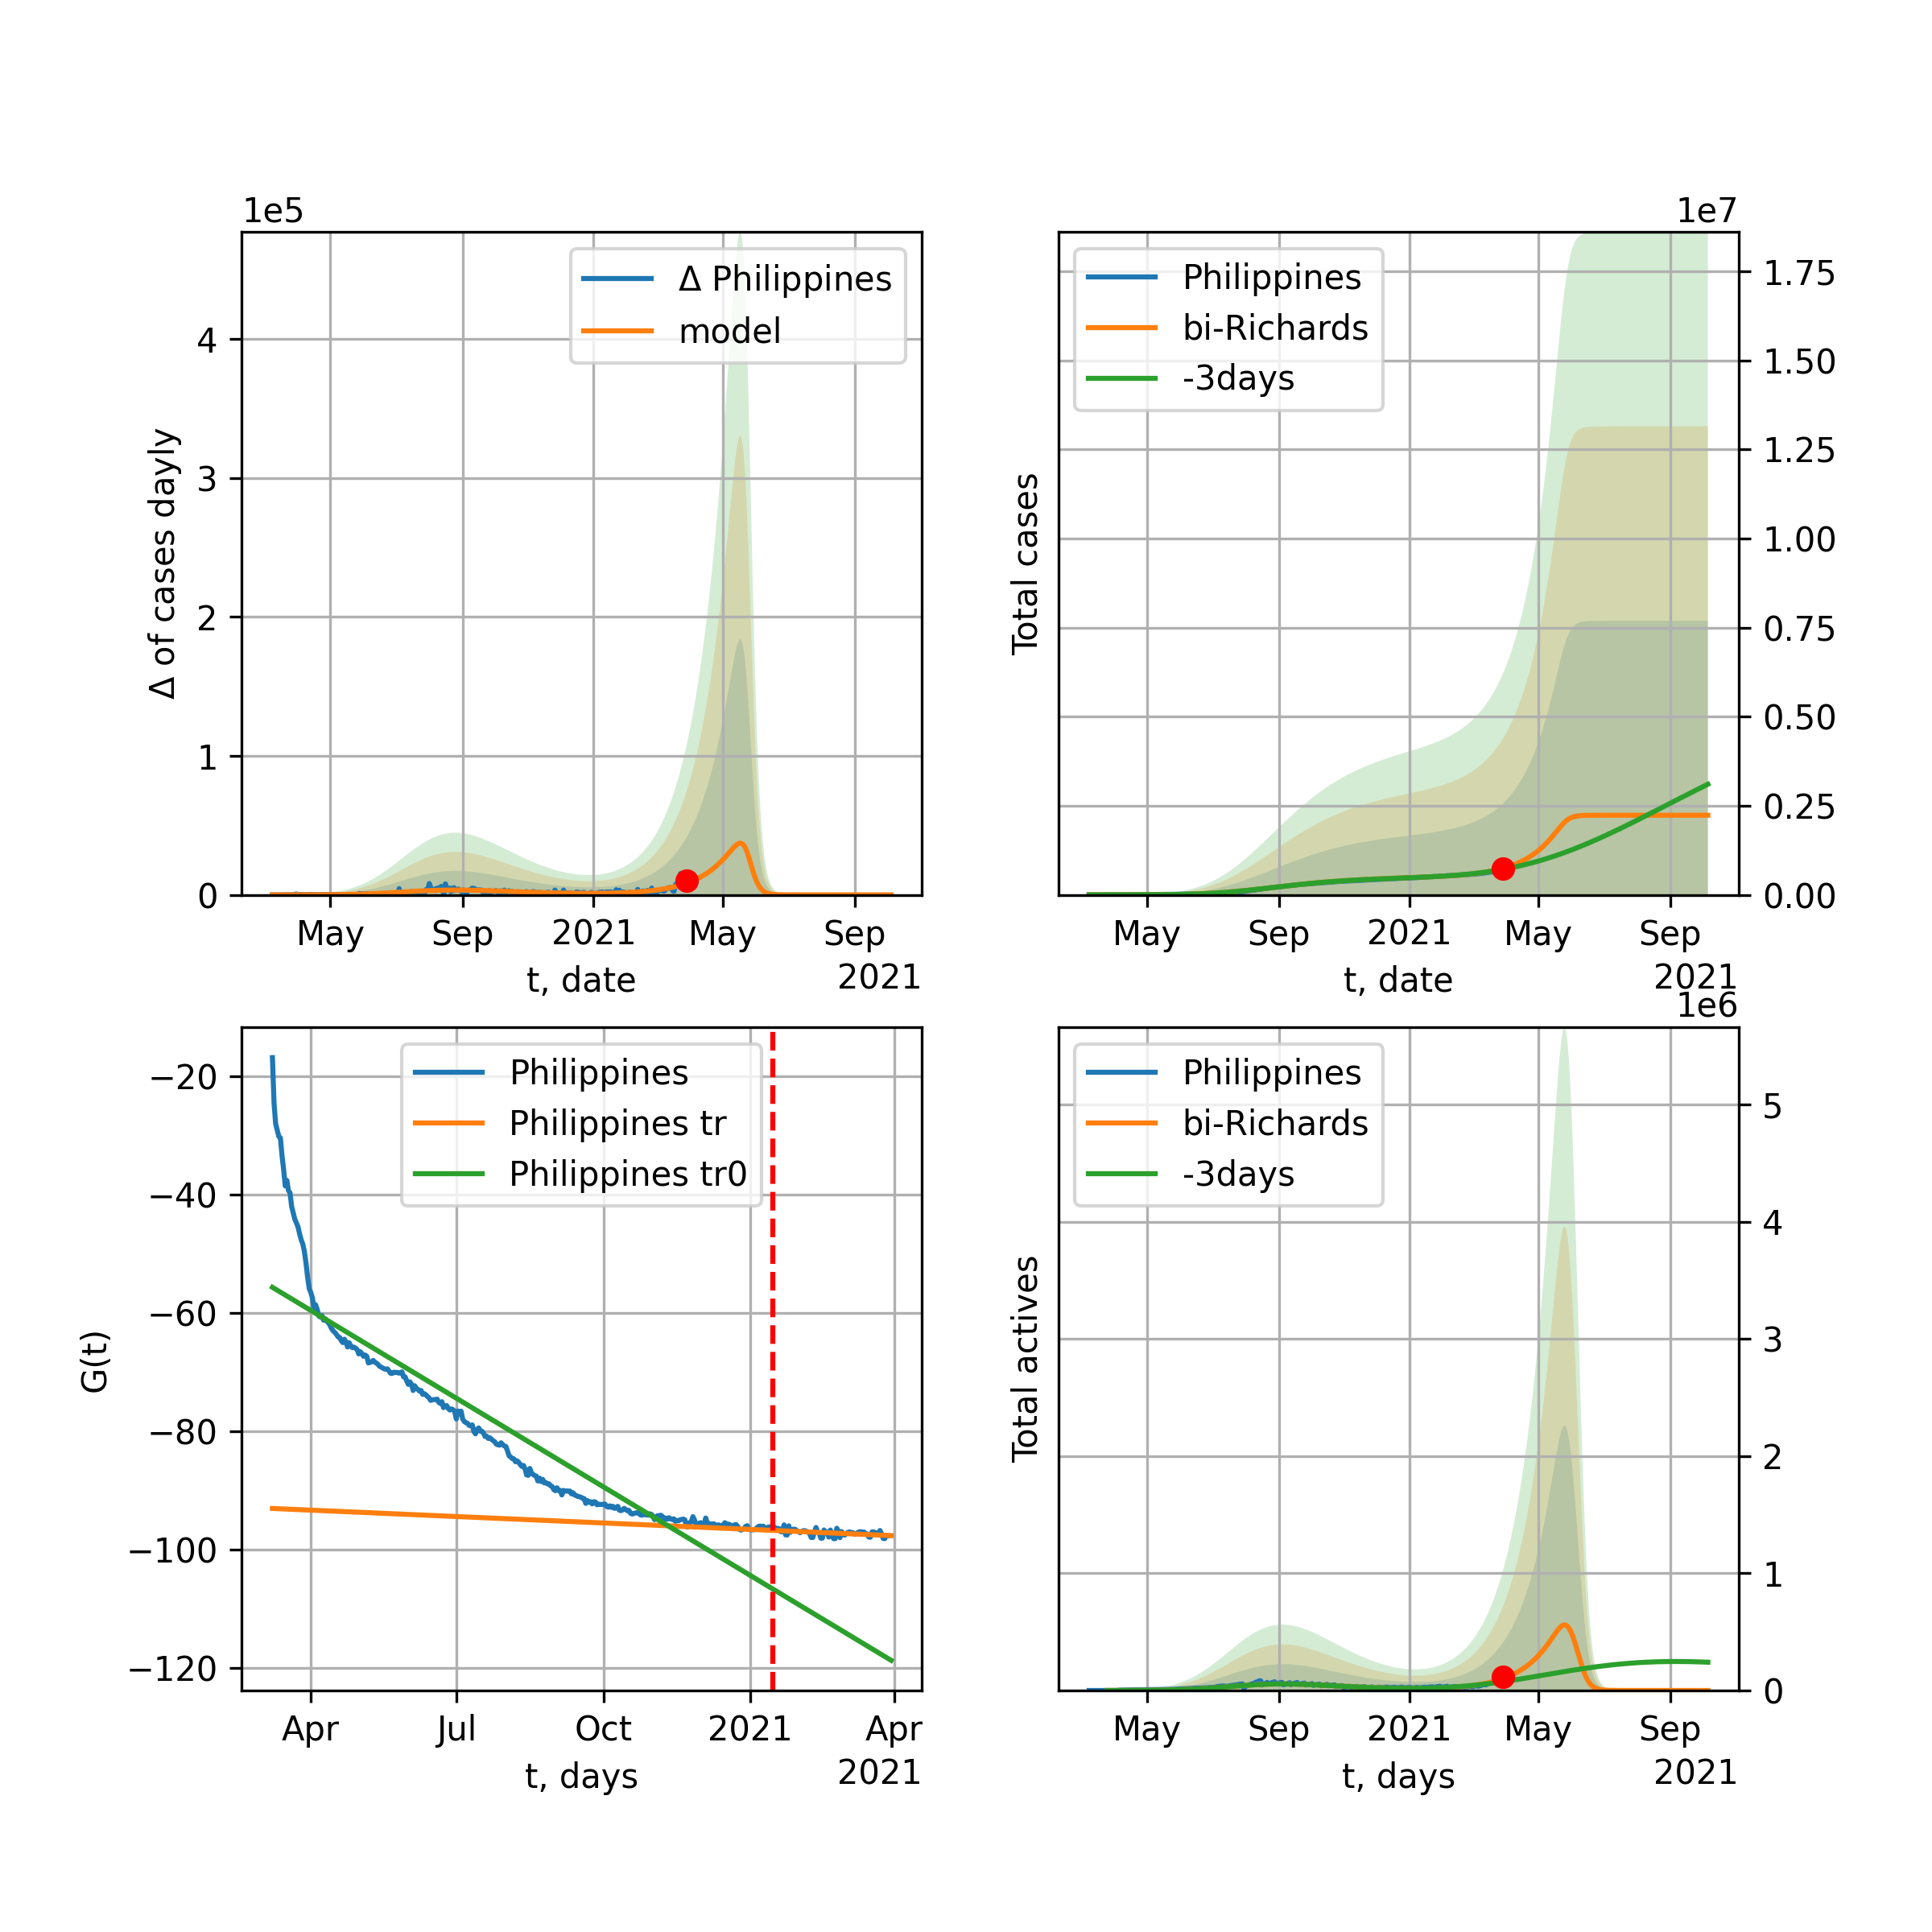 1e5
Δ Philippines
model
Δ of cases dayly
4
3
2
1
0
May Sep 2021 May Sep
t, date
2021
1e7
Philippines
bi-Richards
-3days
Total cases
1.75
1.50
1.25
1.00
0.75
0.50
0.25
0.00
May Sep 2021 May Sep
t, date
2021
Philippines
Philippines tr
Philippines tr0
G(t)
−20
−40
−60
−80
−100
−120
Apr Jul Oct 2021 Apr
t, days
2021
1e6
Philippines
bi-Richards
-3days
Total actives
5
4
3
2
1
0
May Sep 2021 May Sep
t, days
2021